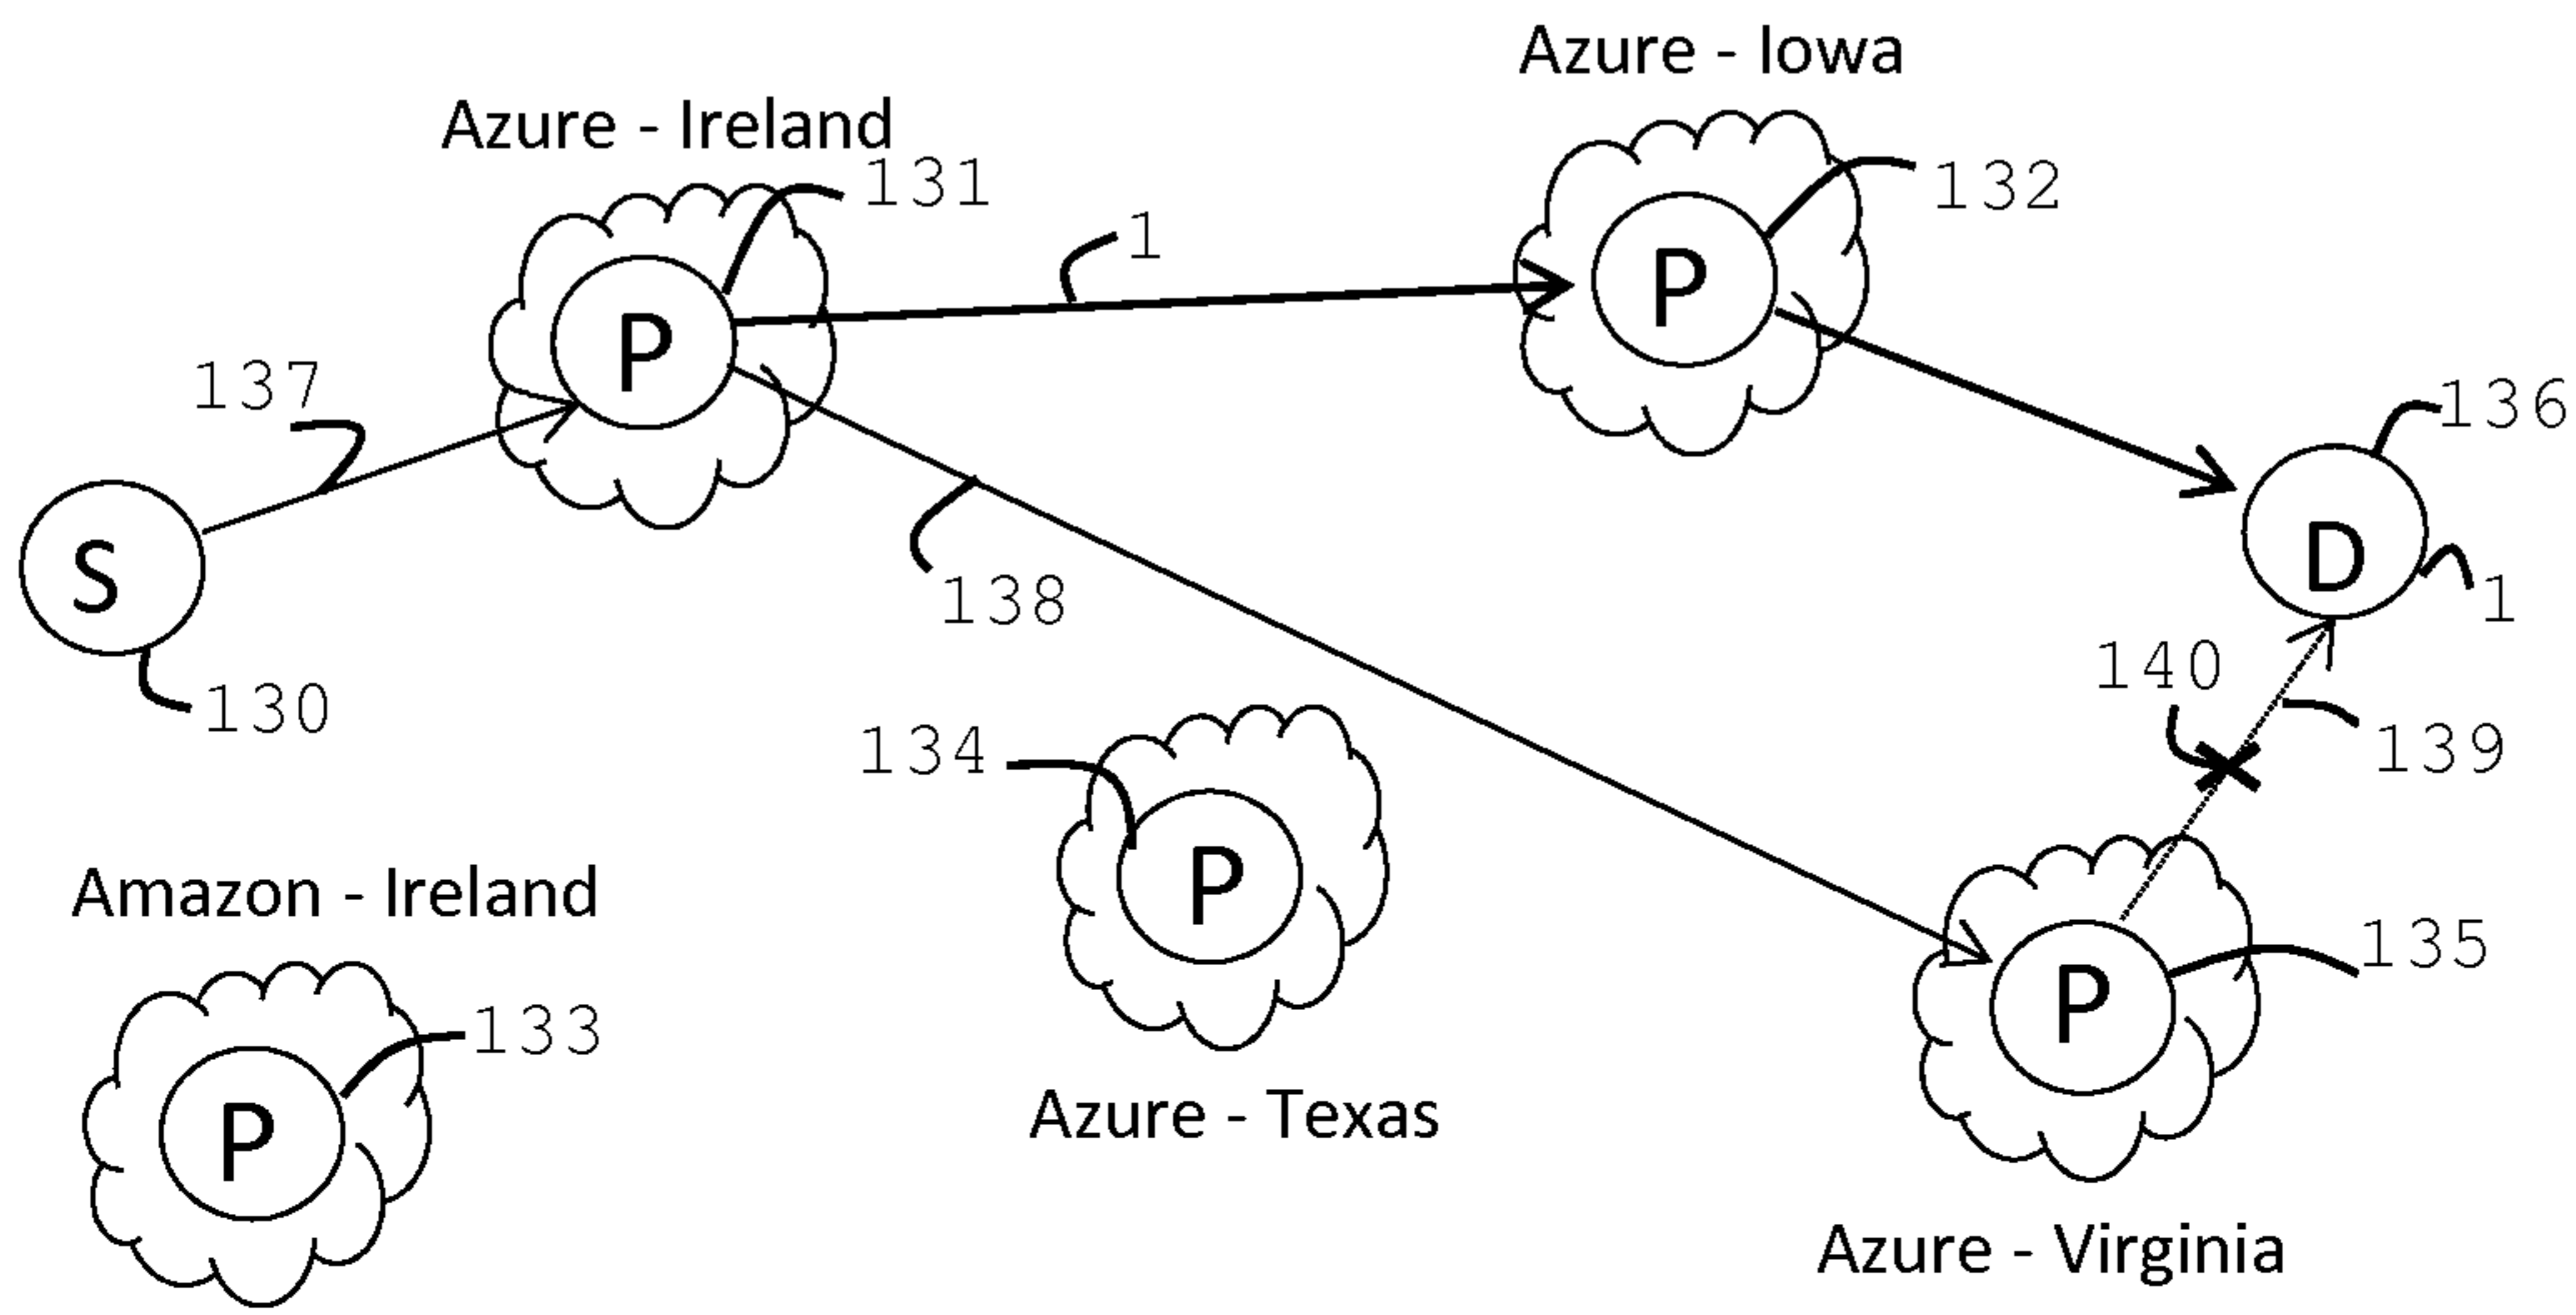 Azure - Iowa
Azure - Ireland
131
132
1
P
P
137
136
S
D
138
1
130
140
134
139
P
Amazon - Ireland
135
P
133
Azure - Texas
P
Azure - Virginia